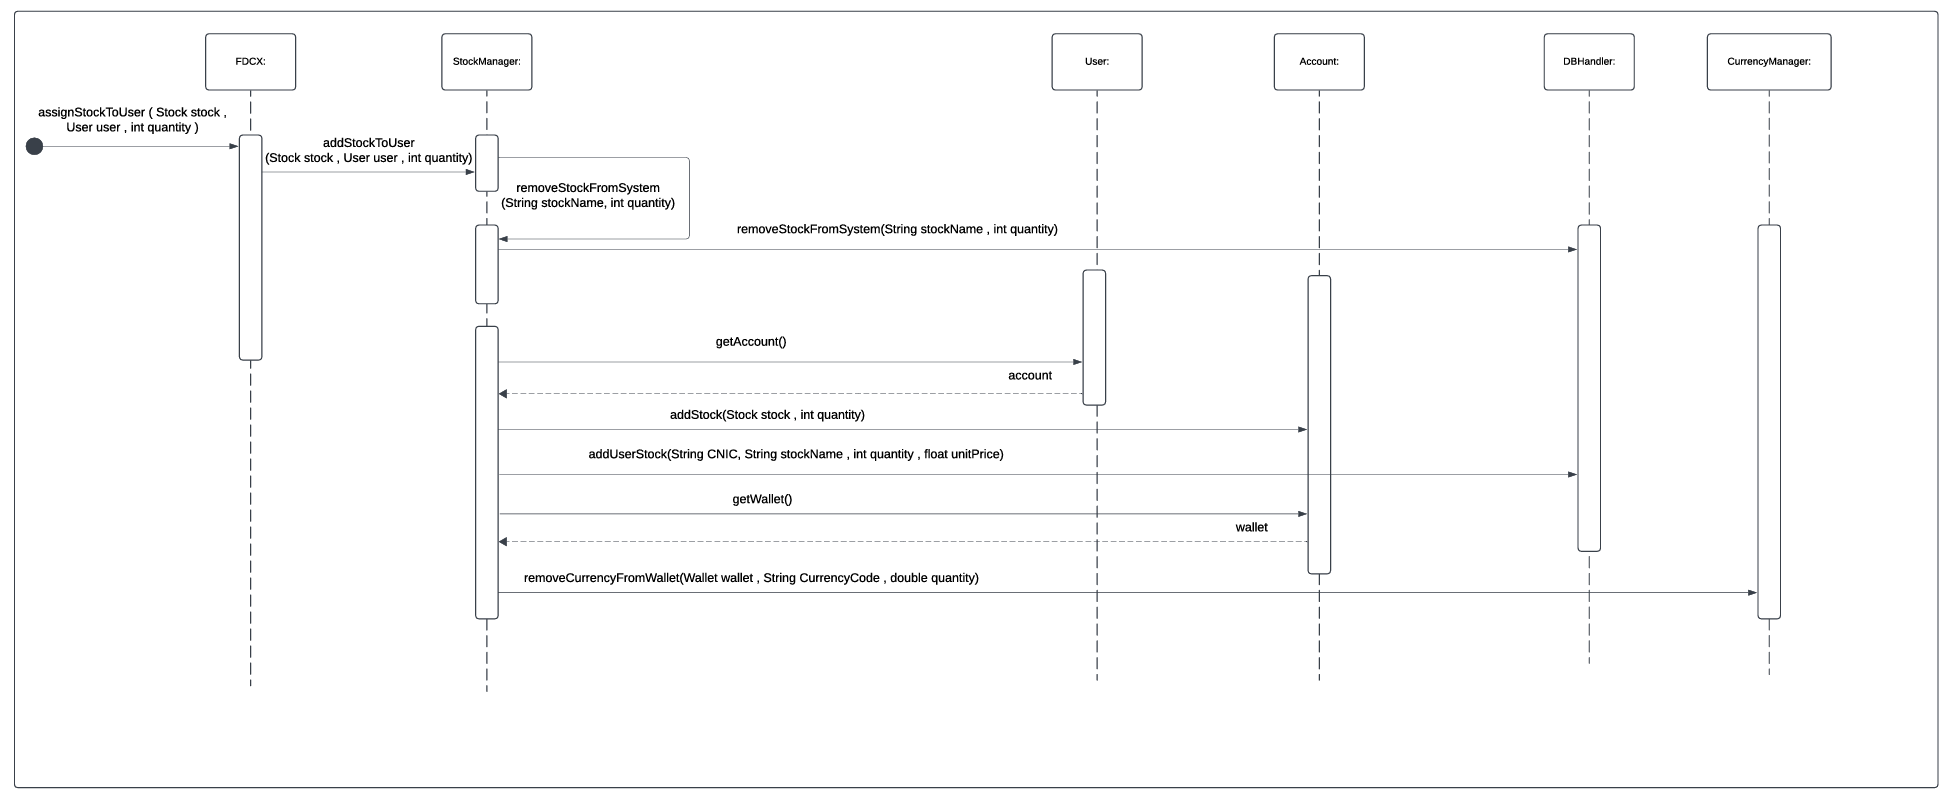 FDCX:
StockManager:
User:
Account:
DBHandler:
CurrencyManager:
assignStockToUser ( Stock stock ,
User user , int quantity )
addStockToUser
(Stock stock , User user , int quantity)
removeStockFromSystem
(String stockName, int quantity)
removeStockFromSystem(String stockName , int quantity)
getAccount()
account
addStock(Stock stock , int quantity)
addUserStock(String CNIC, String stockName , int quantity , float unitPrice)
getWallet()
wallet
removeCurrencyFromWallet(Wallet wallet , String CurrencyCode , double quantity)